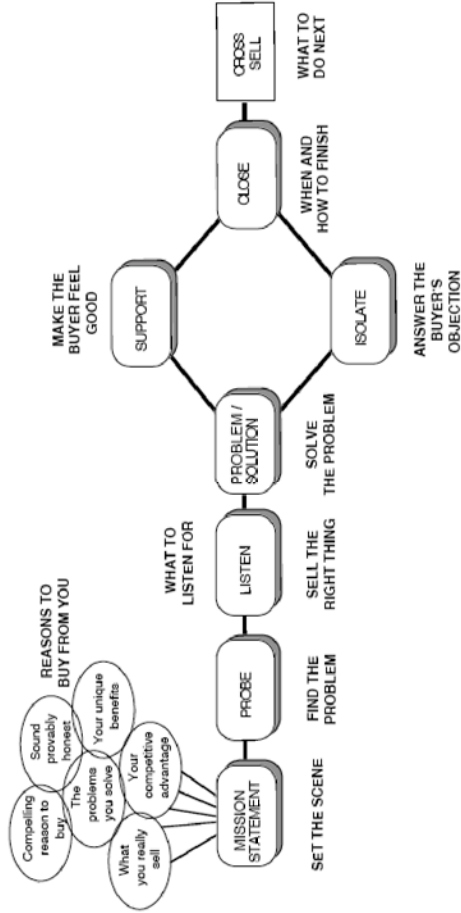 REASONS TO
BUY FROM YOU
Compelling
reason to
buy
Sound
provably
honest
The
problems
you solve
Your unique
benefits
What
you really
sell
Your
competitive
advantage
MISSION
STATEMENT
SET THE SCENE
PROBE
FIND THE
PROBLEM
WHAT TO
LISTEN FOR
LISTEN
SELL THE
RIGHT THING
PROBLEM /
SOLUTION
SOLVE
THE PROBLEM
MAKE THE
BUYER FEEL
GOOD
SUPPORT
ISOLATE
ANSWER THE
BUYER'S
OBJECTION
CLOSE
WHEN AND
HOW TO FINISH
CROSS
SELL
WHAT TO
DO NEXT